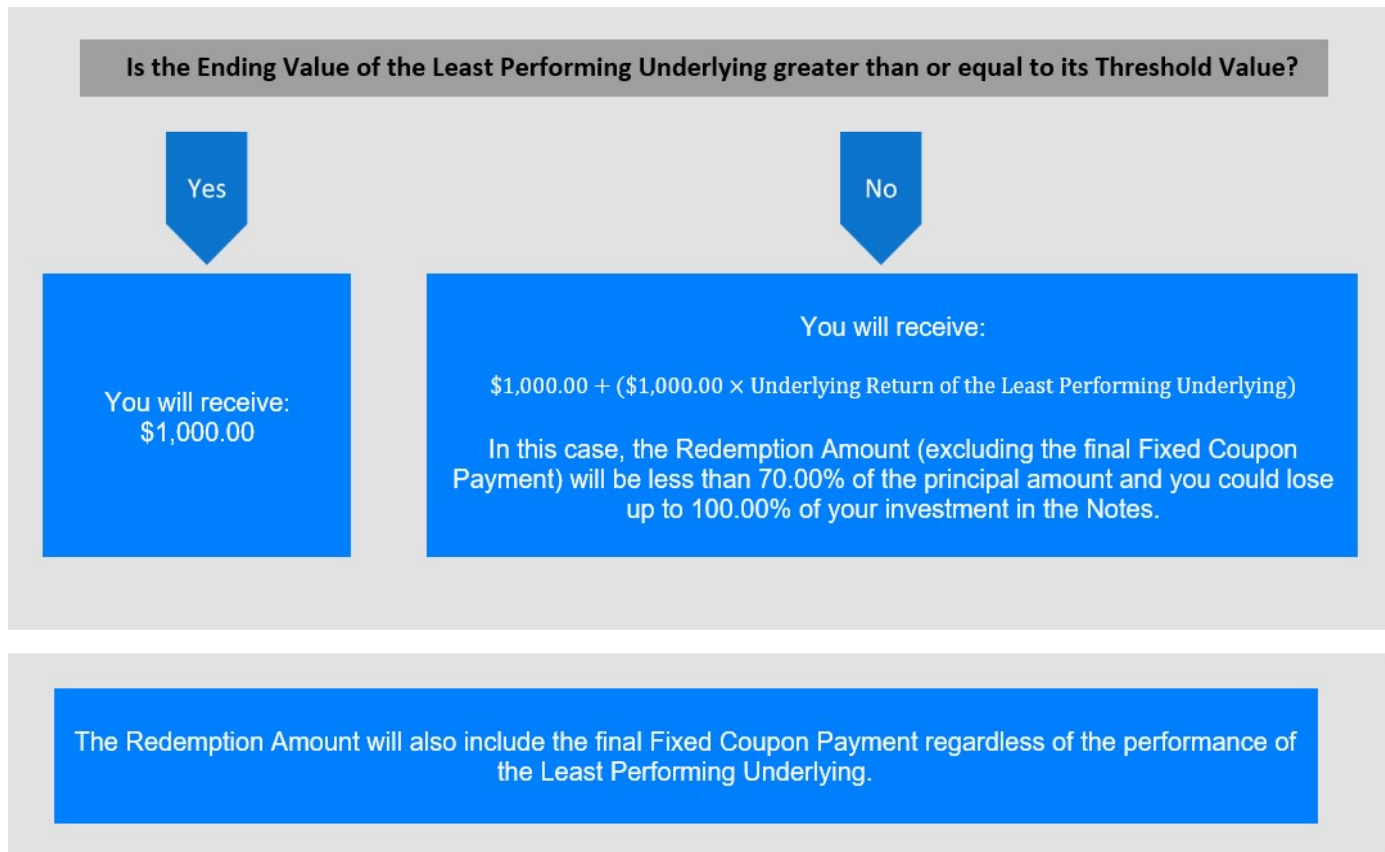 Is the Ending Value of the Least Performing Underlying greater than or equal to its Threshold Value?
Yes
No
You will receive:
$1,000.00
You will receive:
$1,000.00 + ($1,000.00 × Underlying Return of the Least Performing Underlying)
In this case, the Redemption Amount (excluding the final Fixed Coupon
Payment) will be less than 70.00% of the principal amount and you could lose
up to 100.00% of your investment in the Notes.
The Redemption Amount will also include the final Fixed Coupon Payment regardless of the performance of
the Least Performing Underlying.